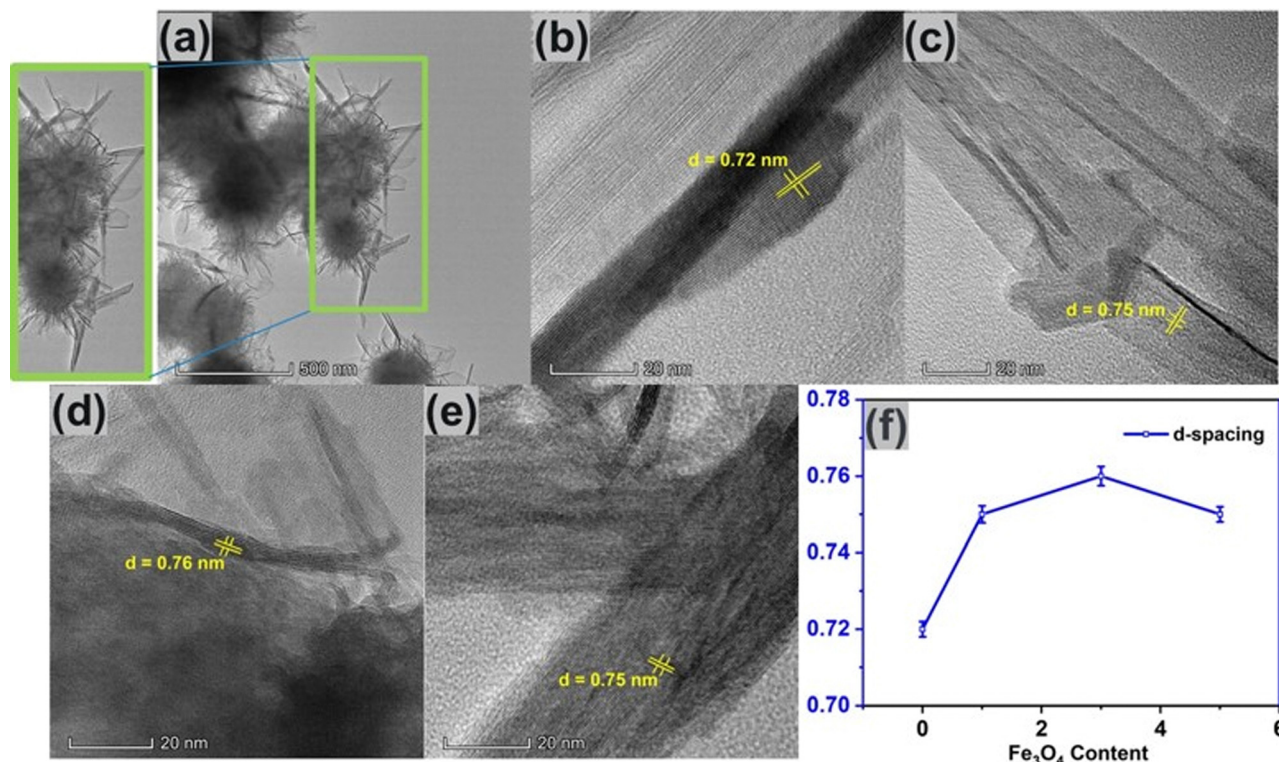 (a)
500 nm
(b)
d = 0.72 nm
20 nm
(c)
d = 0.75 nm
20 nm
(d)
d = 0.76 nm
20 nm
(e)
d = 0.75 nm
20 nm
(f)
d-spacing
0.78
0.76
0.74
0.72
0.70
0 2 4 6
Fe₃O₄ Content